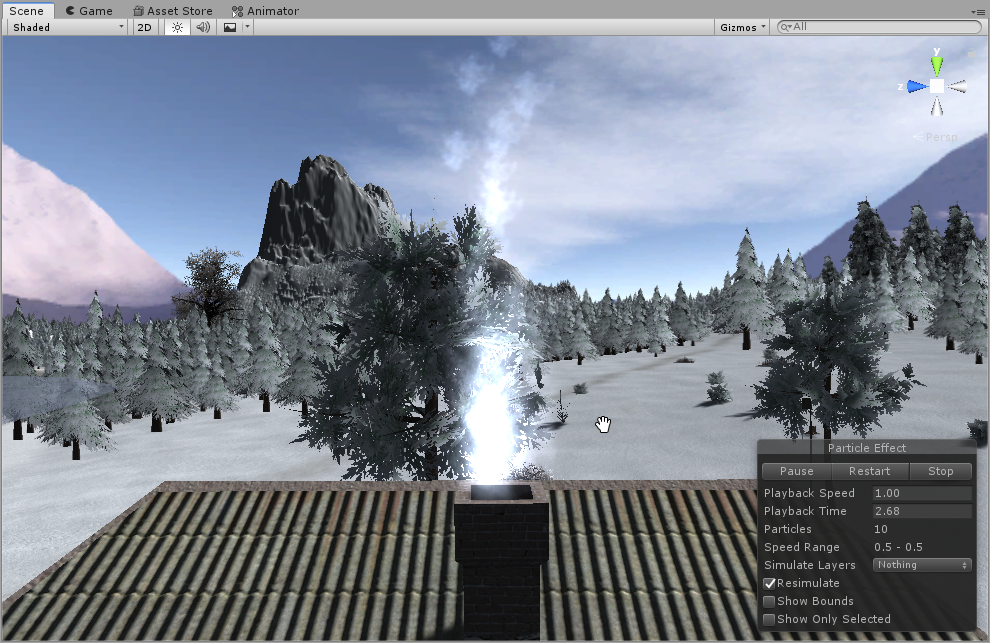 Scene Game Asset Store Animator
Shaded 2D Gizmos All
y
z
Persp
Particle Effect
Pause Restart Stop
Playback Speed 1.00
Playback Time 2.68
Particles 10
Speed Range 0.5 - 0.5
Simulate Layers Nothing
Resimulate
Show Bounds
Show Only Selected